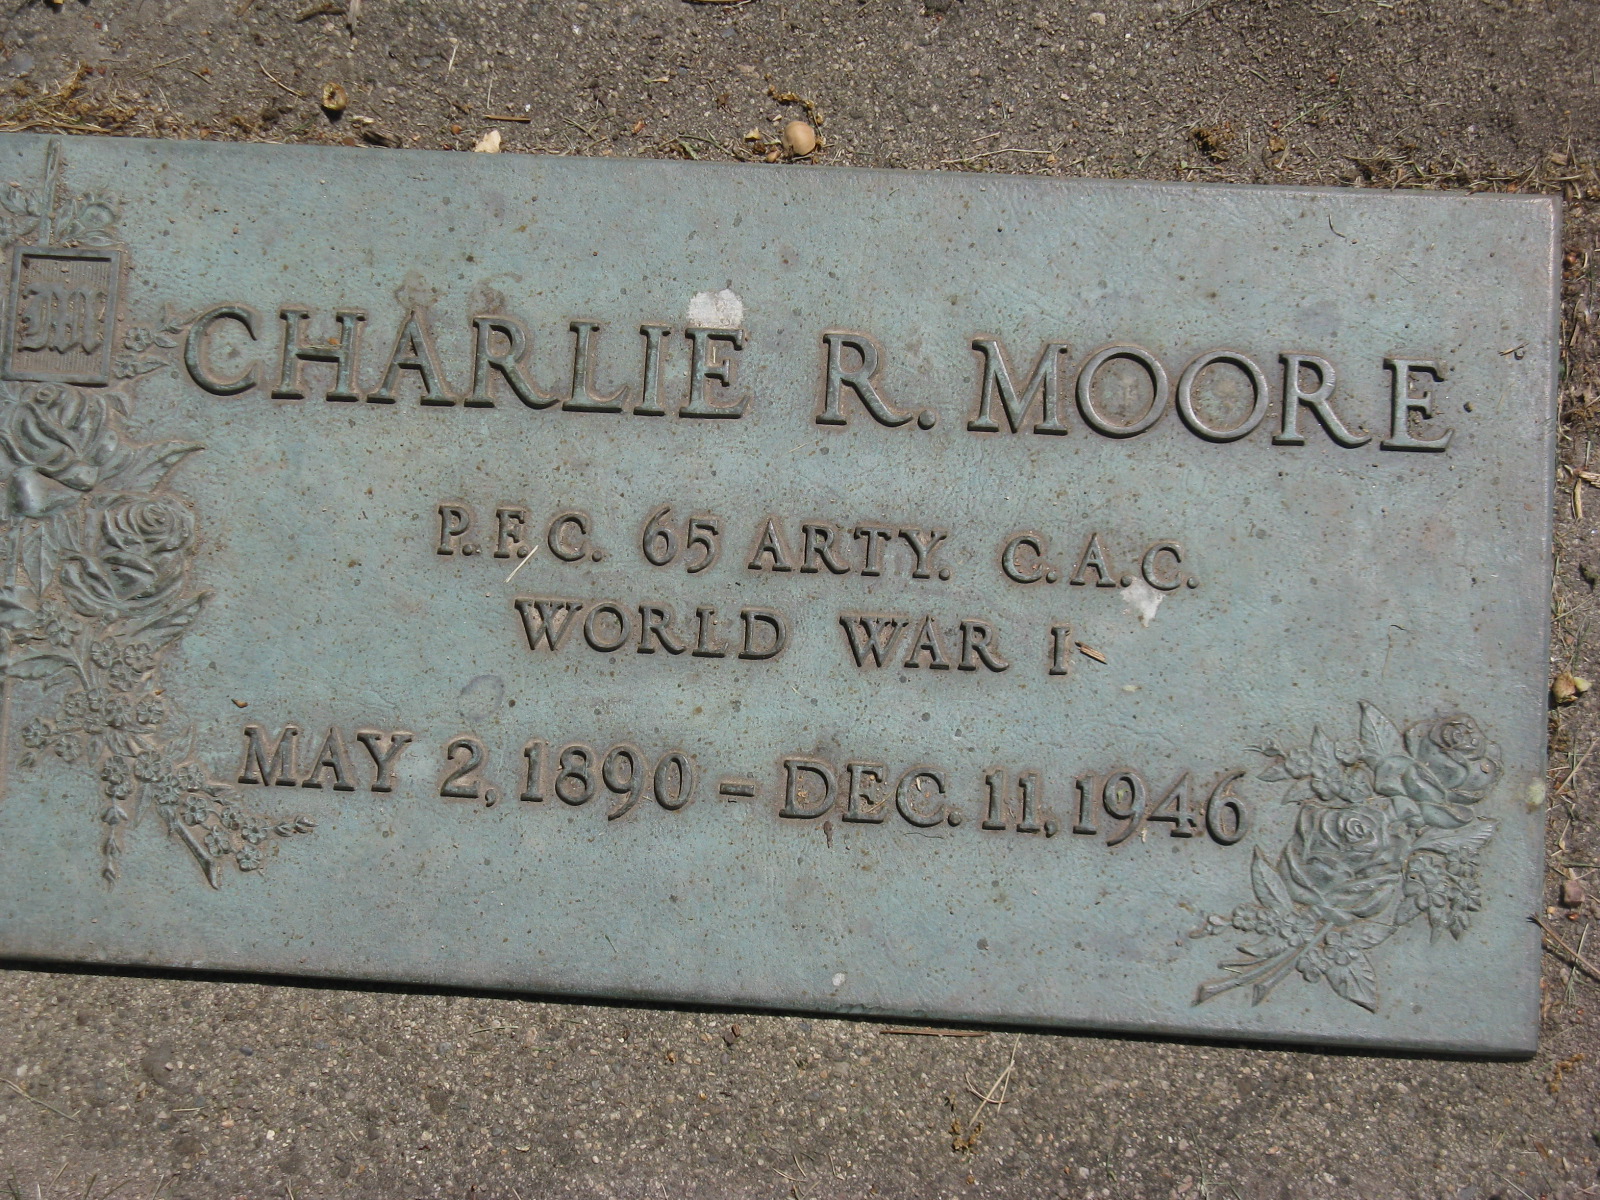 M
CHARLIE R. MOORE
P.F.C. 65 ARTY. C.A.C.
WORLD WAR I
MAY 2, 1890 - DEC. 11, 1946